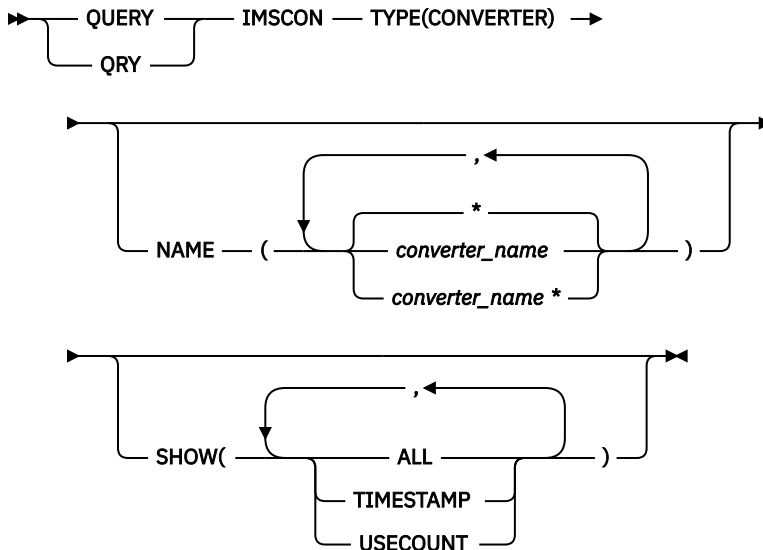 QUERY IMSCON TYPE(CONVERTER)
QRY
,
*
NAME ( converter_name )
converter_name *
,
SHOW( ALL )
TIMESTAMP
USECOUNT